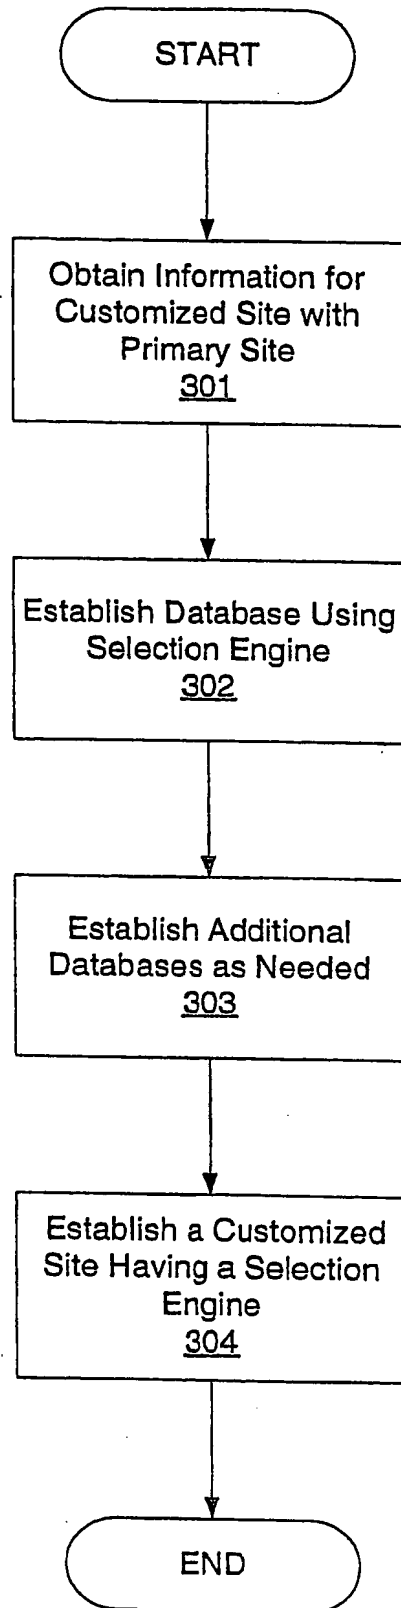 START
Obtain Information for
Customized Site with
Primary Site
301
Establish Database Using
Selection Engine
302
Establish Additional
Databases as Needed
303
Establish a Customized
Site Having a Selection
Engine
304
END